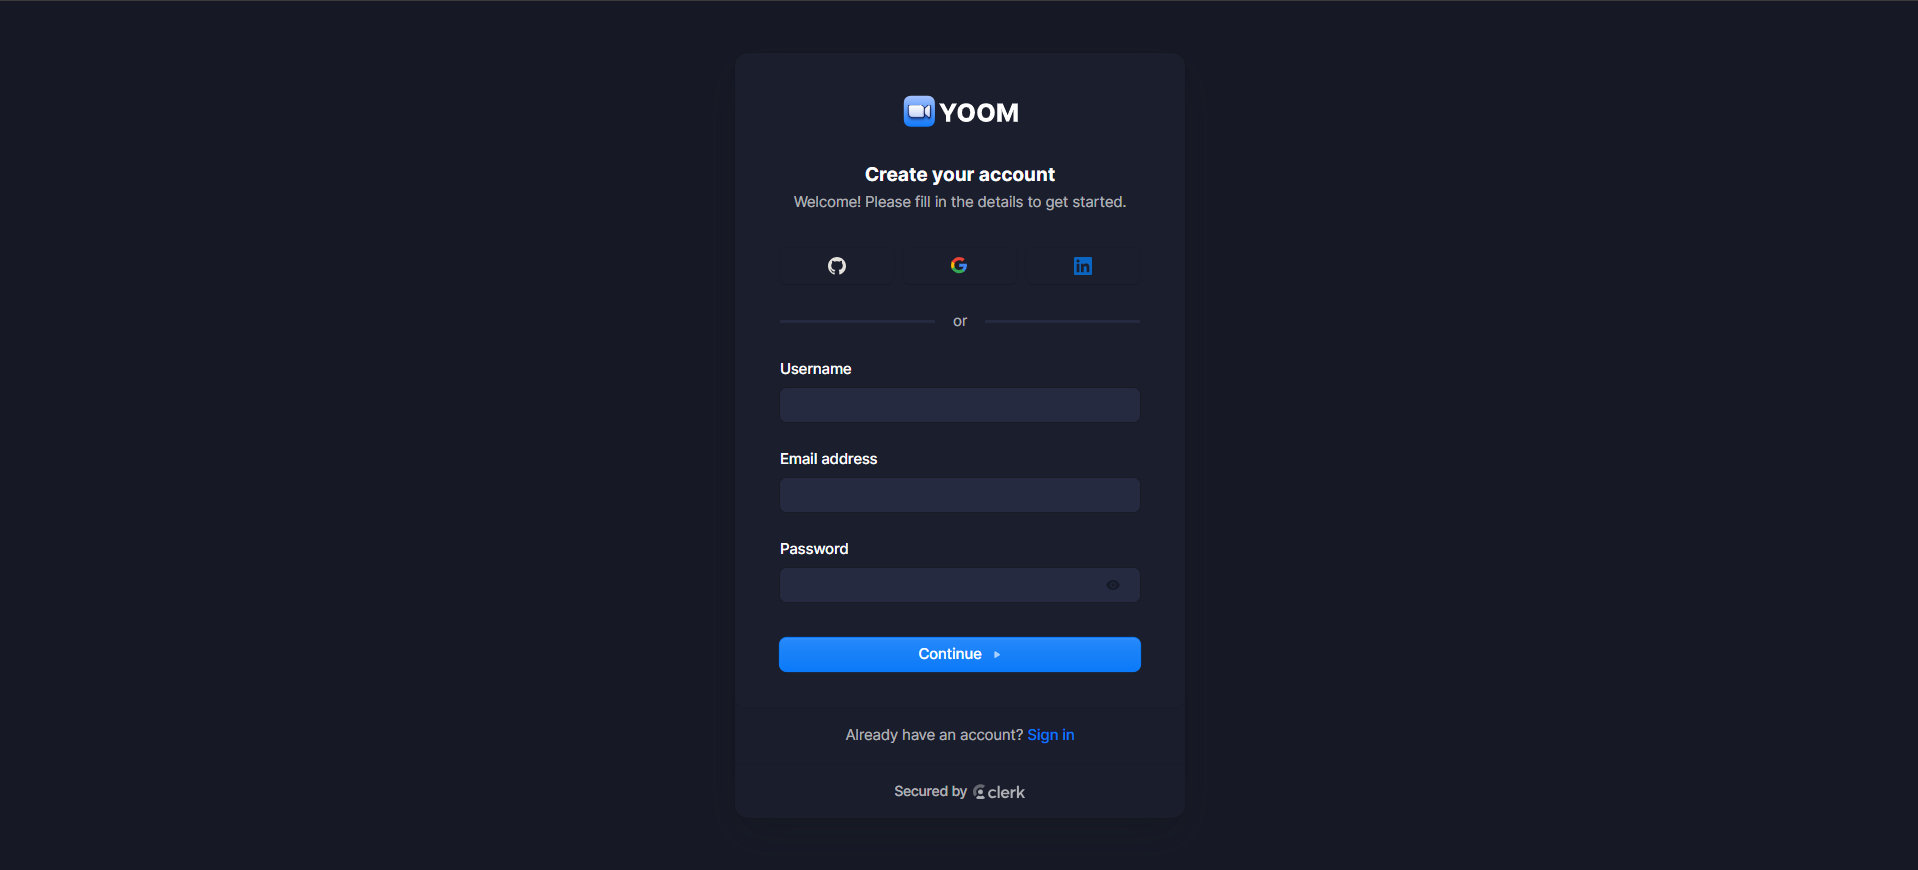 YOOM
Create your account
Welcome! Please fill in the details to get started.
or
Username
Email address
Password
Continue
Already have an account? Sign in
Secured by clerk